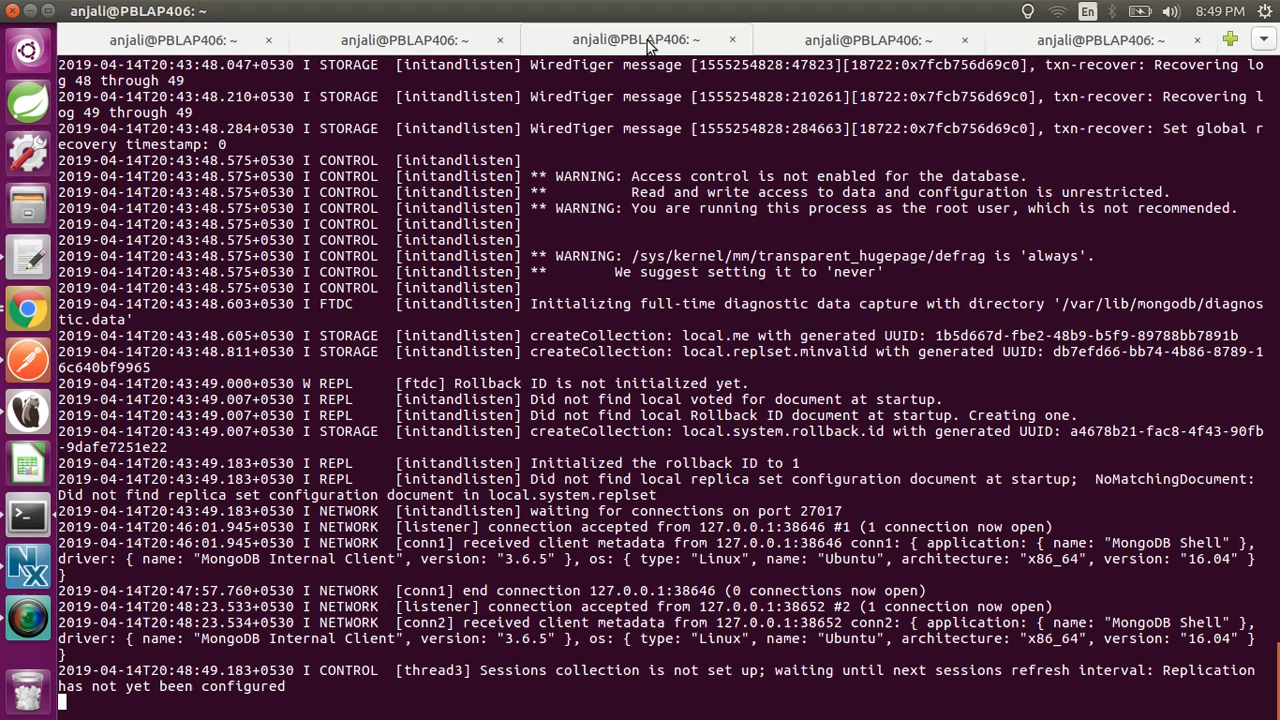 anjali@PBLAP406: ~
En
8:49 PM
anjali@PBLAP406: ~ ×
anjali@PBLAP406: ~ ×
anjali@PBLAP406: ~ ×
anjali@PBLAP406: ~ ×
anjali@PBLAP406: ~ ×
2019-04-14T20:43:48.047+0530 I STORAGE  [initandlisten] WiredTiger message [1555254828:47823][18722:0x7fcb756d69c0], txn-recover: Recovering lo
g 48 through 49
2019-04-14T20:43:48.210+0530 I STORAGE  [initandlisten] WiredTiger message [1555254828:210261][18722:0x7fcb756d69c0], txn-recover: Recovering l
og 49 through 49
2019-04-14T20:43:48.284+0530 I STORAGE  [initandlisten] WiredTiger message [1555254828:284663][18722:0x7fcb756d69c0], txn-recover: Set global r
ecovery timestamp: 0
2019-04-14T20:43:48.575+0530 I CONTROL  [initandlisten]
2019-04-14T20:43:48.575+0530 I CONTROL  [initandlisten] ** WARNING: Access control is not enabled for the database.
2019-04-14T20:43:48.575+0530 I CONTROL  [initandlisten] **          Read and write access to data and configuration is unrestricted.
2019-04-14T20:43:48.575+0530 I CONTROL  [initandlisten] ** WARNING: You are running this process as the root user, which is not recommended.
2019-04-14T20:43:48.575+0530 I CONTROL  [initandlisten]
2019-04-14T20:43:48.575+0530 I CONTROL  [initandlisten]
2019-04-14T20:43:48.575+0530 I CONTROL  [initandlisten] ** WARNING: /sys/kernel/mm/transparent_hugepage/defrag is 'always'.
2019-04-14T20:43:48.575+0530 I CONTROL  [initandlisten] **        We suggest setting it to 'never'
2019-04-14T20:43:48.575+0530 I CONTROL  [initandlisten]
2019-04-14T20:43:48.603+0530 I FTDC     [initandlisten] Initializing full-time diagnostic data capture with directory '/var/lib/mongodb/diagnos
tic.data'
2019-04-14T20:43:48.605+0530 I STORAGE  [initandlisten] createCollection: local.me with generated UUID: 1b5d667d-fbe2-48b9-b5f9-89788bb7891b
2019-04-14T20:43:48.811+0530 I STORAGE  [initandlisten] createCollection: local.replset.minvalid with generated UUID: db7efd66-bb74-4b86-8789-1
6c640bf9965
2019-04-14T20:43:49.000+0530 W REPL     [ftdc] Rollback ID is not initialized yet.
2019-04-14T20:43:49.007+0530 I REPL     [initandlisten] Did not find local voted for document at startup.
2019-04-14T20:43:49.007+0530 I REPL     [initandlisten] Did not find local Rollback ID document at startup. Creating one.
2019-04-14T20:43:49.007+0530 I STORAGE  [initandlisten] createCollection: local.system.rollback.id with generated UUID: a4678b21-fac8-4f43-90fb
-9dafe7251e22
2019-04-14T20:43:49.183+0530 I REPL     [initandlisten] Initialized the rollback ID to 1
2019-04-14T20:43:49.183+0530 I REPL     [initandlisten] Did not find local replica set configuration document at startup;  NoMatchingDocument:
Did not find replica set configuration document in local.system.replset
2019-04-14T20:43:49.183+0530 I NETWORK  [initandlisten] waiting for connections on port 27017
2019-04-14T20:46:01.945+0530 I NETWORK  [listener] connection accepted from 127.0.0.1:38646 #1 (1 connection now open)
2019-04-14T20:46:01.945+0530 I NETWORK  [conn1] received client metadata from 127.0.0.1:38646 conn1: { application: { name: "MongoDB Shell" },
driver: { name: "MongoDB Internal Client", version: "3.6.5" }, os: { type: "Linux", name: "Ubuntu", architecture: "x86_64", version: "16.04" }
}
2019-04-14T20:47:57.760+0530 I NETWORK  [conn1] end connection 127.0.0.1:38646 (0 connections now open)
2019-04-14T20:48:23.533+0530 I NETWORK  [listener] connection accepted from 127.0.0.1:38652 #2 (1 connection now open)
2019-04-14T20:48:23.534+0530 I NETWORK  [conn2] received client metadata from 127.0.0.1:38652 conn2: { application: { name: "MongoDB Shell" },
driver: { name: "MongoDB Internal Client", version: "3.6.5" }, os: { type: "Linux", name: "Ubuntu", architecture: "x86_64", version: "16.04" }
}
2019-04-14T20:48:49.183+0530 I CONTROL  [thread3] Sessions collection is not set up; waiting until next sessions refresh interval: Replication
has not yet been configured